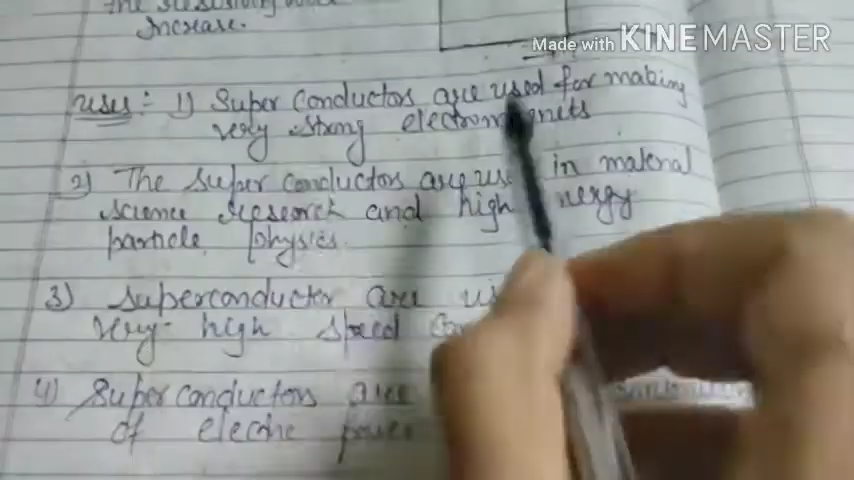 Increase.
Made with KINEMASTER
uses :- 1) Super conductors are used for making
very strong electromagnets
2) The super conductors are us in material
science research and high nergy
particle physics.
3) superconductor are us
very high speed
4) Super conductors are
of electric power